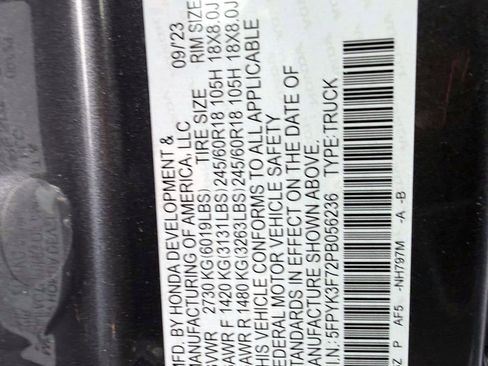 MFD. BY HONDA DEVELOPMENT & 09/'23
MANUFACTURING OF AMERICA, LLC
GVWR 2730 KG(6019LBS) TIRE SIZE RIM SIZE
GAWR F 1420 KG(3131LBS)245/60R18 105H 18X8.0J
GAWR R 1480 KG(3263LBS)245/60R18 105H 18X8.0J
THIS VEHICLE CONFORMS TO ALL APPLICABLE
FEDERAL MOTOR VEHICLE SAFETY
STANDARDS IN EFFECT ON THE DATE OF
MANUFACTURE SHOWN ABOVE.
V.I.N.:5FPYK3F72PB056236 TYPE:TRUCK
Z P AF5 -NH797M -A -B